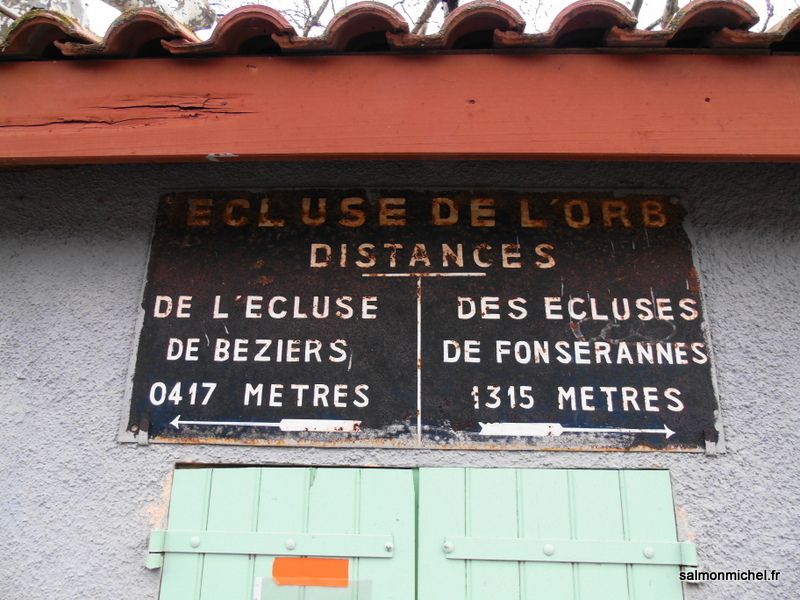 ECLUSE DE L'ORB
DISTANCES
DE L'ECLUSE
DE BEZIERS
0417 METRES
DES ECLUSES
DE FONSERANNES
1315 METRES
salmonmichel.fr